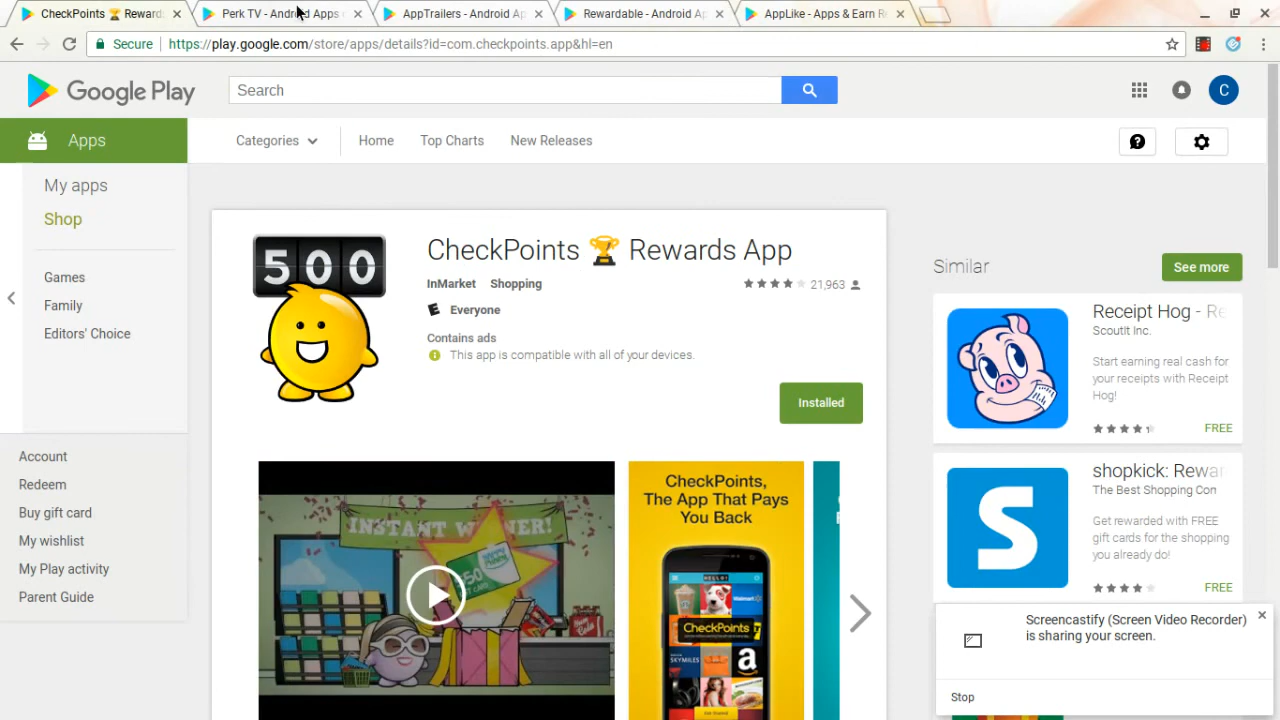 CheckPoints 🏆 Reward
Perk TV - Android Apps o
AppTrailers - Android Ap
Rewardable - Android Ap
AppLike - Apps & Earn R
Secure
https://play.google.com/store/apps/details?id=com.checkpoints.app&hl=en
Google Play
Search
C
Apps
Categories
Home
Top Charts
New Releases
My apps
Shop
Games
Family
Editors' Choice
Account
Redeem
Buy gift card
My wishlist
My Play activity
Parent Guide
500
CheckPoints 🏆 Rewards App
InMarket Shopping
21,963
E Everyone
Contains ads
This app is compatible with all of your devices.
Installed
INSTANT WINNER!
CheckPoints,
The App That Pays
You Back
HELLO!
Walmart
CheckPoints
SKYMILES
a
Similar
See more
Receipt Hog - Re
ScoutIt Inc.
Start earning real cash for
your receipts with Receipt
Hog!
FREE
S
shopkick: Rewar
The Best Shopping Com
Get rewarded with FREE
gift cards for the shopping
you already do!
FREE
Screencastify (Screen Video Recorder)
is sharing your screen.
Stop